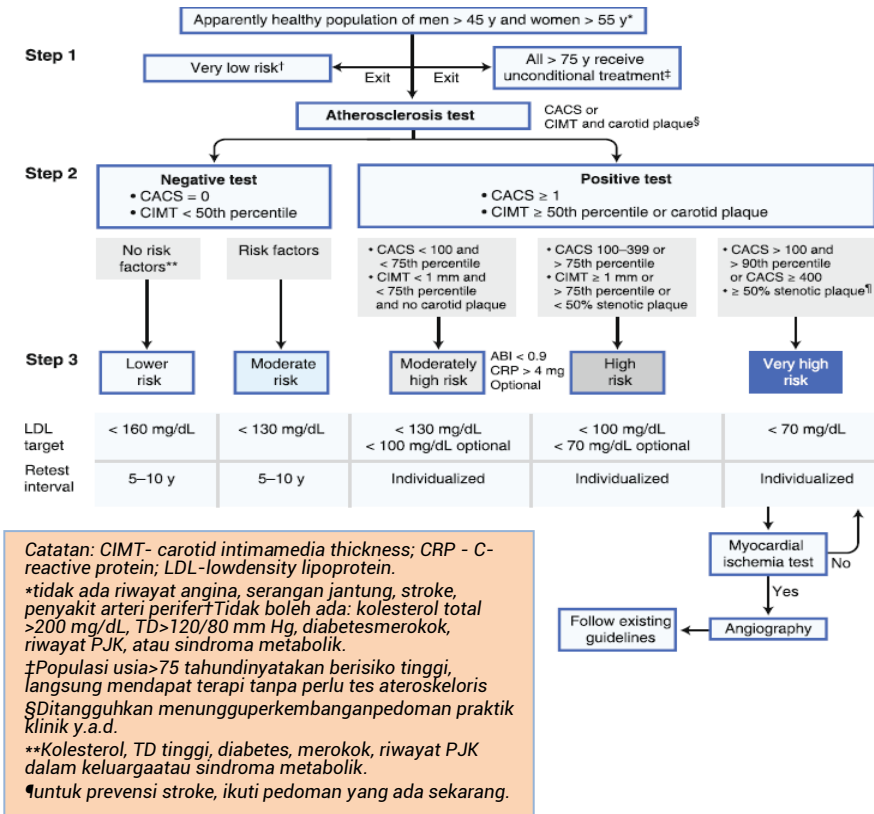 Apparently healthy population of men > 45 y and women > 55 y*
Step 1
Very low risk†
Exit
Exit
All > 75 y receive
unconditional treatment‡
Atherosclerosis test
CACS or
CIMT and carotid plaque§
Step 2
Negative test
• CACS = 0
• CIMT < 50th percentile
Positive test
• CACS ≥ 1
• CIMT ≥ 50th percentile or carotid plaque
No risk
factors**
Risk factors
• CACS < 100 and
< 75th percentile
• CIMT < 1 mm and
< 75th percentile
and no carotid plaque
• CACS 100–399 or
> 75th percentile
• CIMT ≥ 1 mm or
> 75th percentile or
< 50% stenotic plaque
• CACS > 100 and
> 90th percentile
or CACS ≥ 400
• ≥ 50% stenotic plaque¶
Step 3
Lower
risk
Moderate
risk
Moderately
high risk
ABI < 0.9
CRP > 4 mg
Optional
High
risk
Very high
risk
LDL
target
< 160 mg/dL
< 130 mg/dL
< 130 mg/dL
< 100 mg/dL optional
< 100 mg/dL
< 70 mg/dL optional
< 70 mg/dL
Retest
interval
5–10 y
5–10 y
Individualized
Individualized
Individualized
Myocardial
ischemia test
No
Yes
Angiography
Follow existing
guidelines
Catatan: CIMT- carotid intimamedia thickness; CRP - C-
reactive protein; LDL-lowdensity lipoprotein.
*tidak ada riwayat angina, serangan jantung, stroke,
penyakit arteri perifer†Tidak boleh ada: kolesterol total
>200 mg/dL, TD>120/80 mm Hg, diabetesmerokok,
riwayat PJK, atau sindroma metabolik.
‡Populasi usia>75 tahundinyatakan berisiko tinggi,
langsung mendapat terapi tanpa perlu tes ateroskeloris
§Ditangguhkan menungguperkembanganpedoman praktik
klinik y.a.d.
**Kolesterol, TD tinggi, diabetes, merokok, riwayat PJK
dalam keluargaatau sindroma metabolik.
¶untuk prevensi stroke, ikuti pedoman yang ada sekarang.